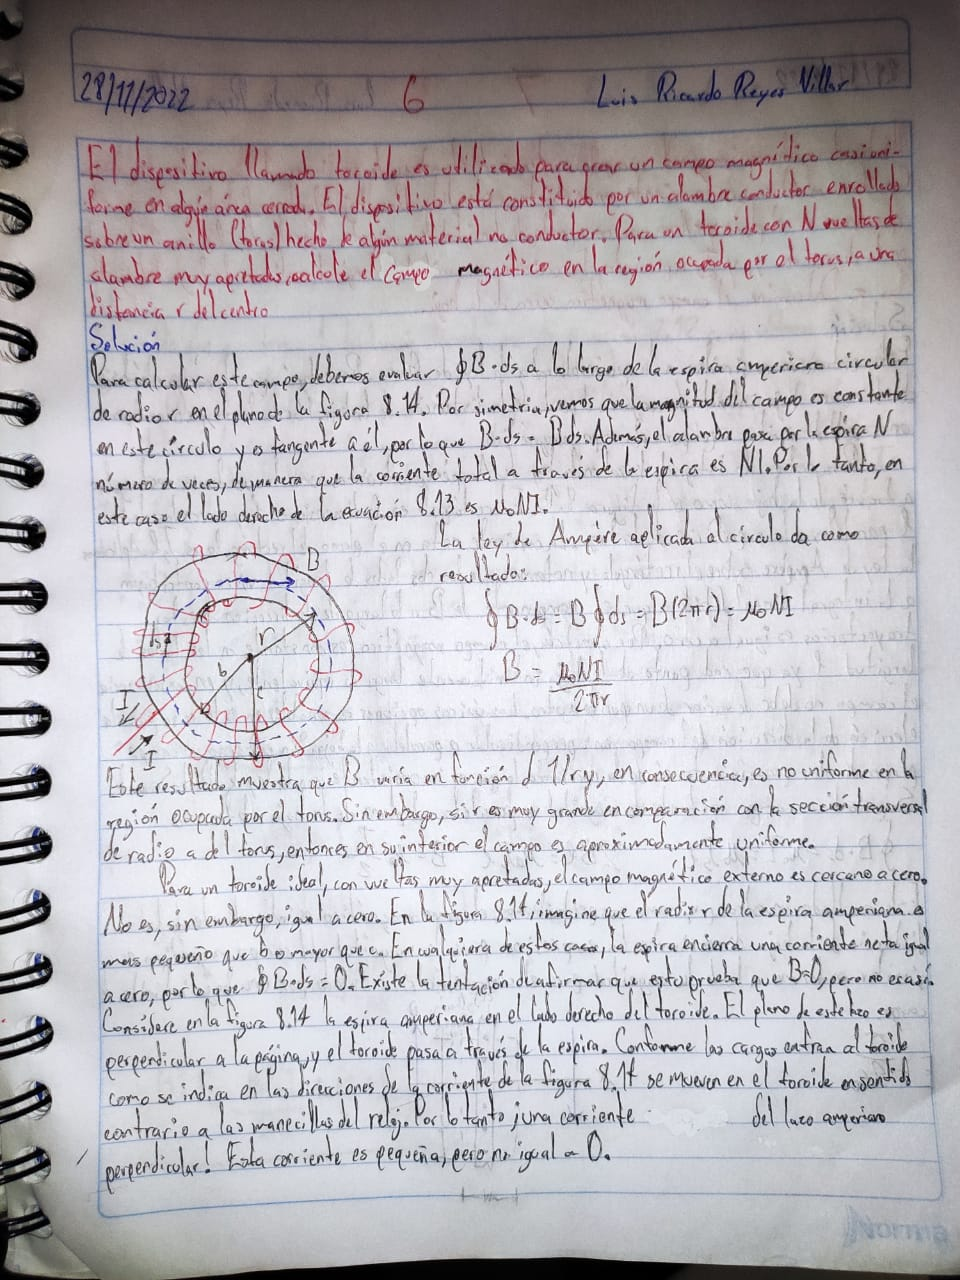 28/11/2022 6 Luis Ricardo Reyes Villar
El dispositivo llamado toroide es utilizado para crear un campo magnético casi uni-
forme en algún área cerrada. El dispositivo está constituido por un alambre conductor enrollado
sobre un anillo (torus) hecho de algún material no conductor. Para un toroide con N vueltas de
alambre muy apretadas, calcule el campo magnético en la región ocupada por el torus, a una
distancia r del centro
Solución
Para calcular este campo, debemos evaluar ∮B·ds a lo largo de la espira amperiana circular
de radio r en el plano de la figura 8.14. Por simetria, vemos que la magnitud del campo es constante
en este círculo y es tangente a él, por lo que B·ds = Bds. Además, el alambre pasa por la espira N
número de veces, de manera que la corriente total a través de la espira es NI. Por lo tanto, en
este caso el lado derecho de la ecuación 8.13 es μ₀NI.
La ley de Ampère aplicada al circulo da como
resultado:
∮B·ds = B∮ds = B(2πr) = μ₀NI
B = μ₀NI
2πr
B
r
b
c
I
I
Este resultado muestra que B varía en función d 1/r y, en consecuencia, es no uniforme en la
región ocupada por el torus. Sin embargo, si r es muy grande en comparación con la sección transversal
de radio a del torus, entonces en su interior el campo es aproximadamente uniforme.
Para un toroide ideal, con vueltas muy apretadas, el campo magnético externo es cercano a cero.
No es, sin embargo, igual a cero. En la figura 8.14, imagine que el radio r de la espira amperiana es
mas pequeño que b o mayor que c. En cualquiera de estos casos, la espira encierra una corriente neta igual
a cero, por lo que ∮B·ds = 0. Existe la tentación de afirmar que esto prueba que B=0, pero no es así.
Considere en la figura 8.14 la espira amperiana en el lado derecho del toroide. El plano de este lazo es
perpendicular a la página, y el toroide pasa a través de la espira. Conforme las cargas entran al toroide
como se indica en las direcciones de la corriente de la figura 8.14 se mueven en el toroide en sentido
contrario a las manecillas del reloj. Por lo tanto ¡una corriente del lazo amperiano
perpendicular! Esta corriente es pequeña, pero no igual a 0.